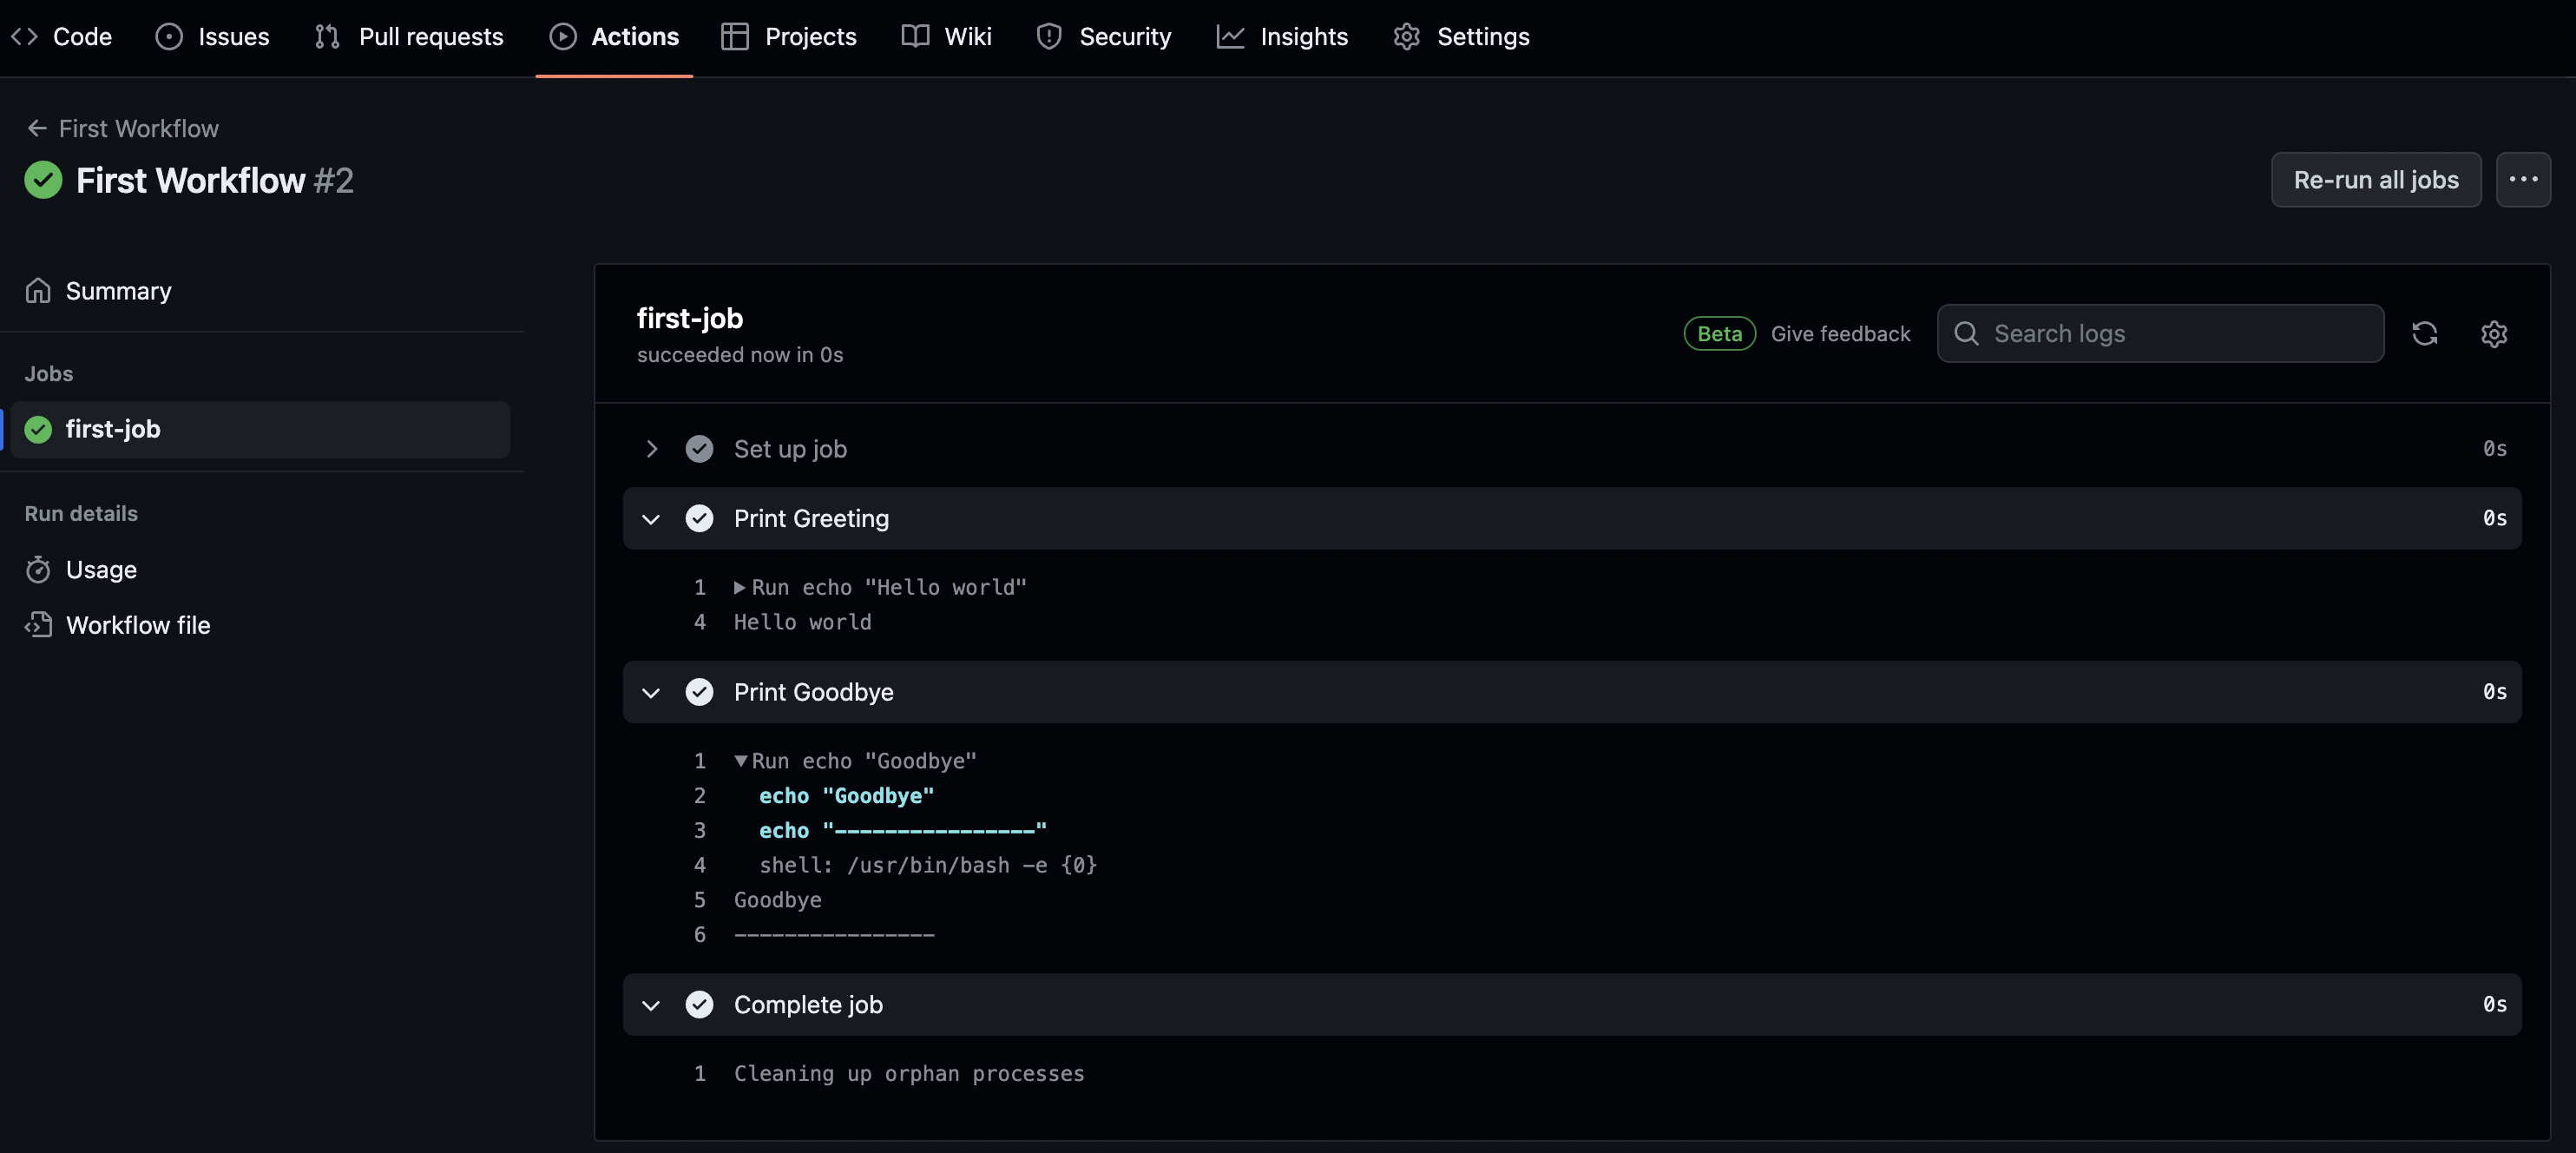 Code Issues Pull requests Actions Projects Wiki Security Insights Settings
First Workflow
First Workflow #2
Re-run all jobs
Summary
Jobs
first-job
Run details
Usage
Workflow file
first-job
succeeded now in 0s
Beta Give feedback Search logs
Set up job 0s
Print Greeting 0s
1 Run echo "Hello world"
4 Hello world
Print Goodbye 0s
1 Run echo "Goodbye"
2 echo "Goodbye"
3 echo "----------------"
4 shell: /usr/bin/bash -e {0}
5 Goodbye
6 ----------------
Complete job 0s
1 Cleaning up orphan processes